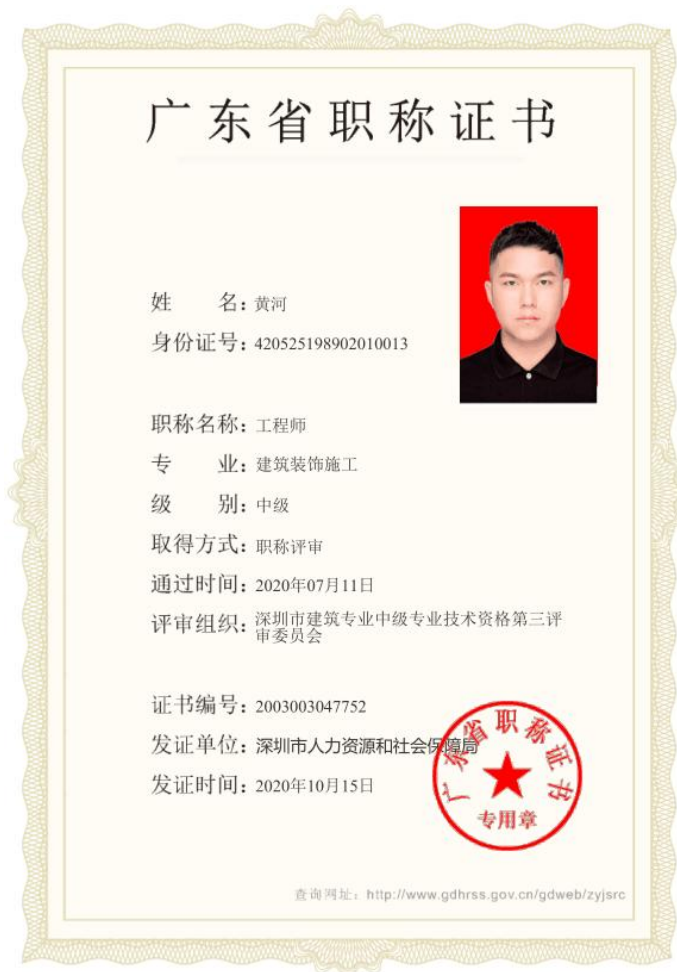 广东省职称证书
姓 名：黄河
身份证号：420525198902010013
职称名称：工程师
专 业：建筑装饰施工
级 别：中级
取得方式：职称评审
通过时间：2020年07月11日
评审组织：深圳市建筑专业中级专业技术资格第三评
审委员会
证书编号：2003003047752
发证单位：深圳市人力资源和社会保障局
发证时间：2020年10月15日
广东省职称证书
专用章
查询网址：http://www.gdhrss.gov.cn/gdweb/zyjsrc